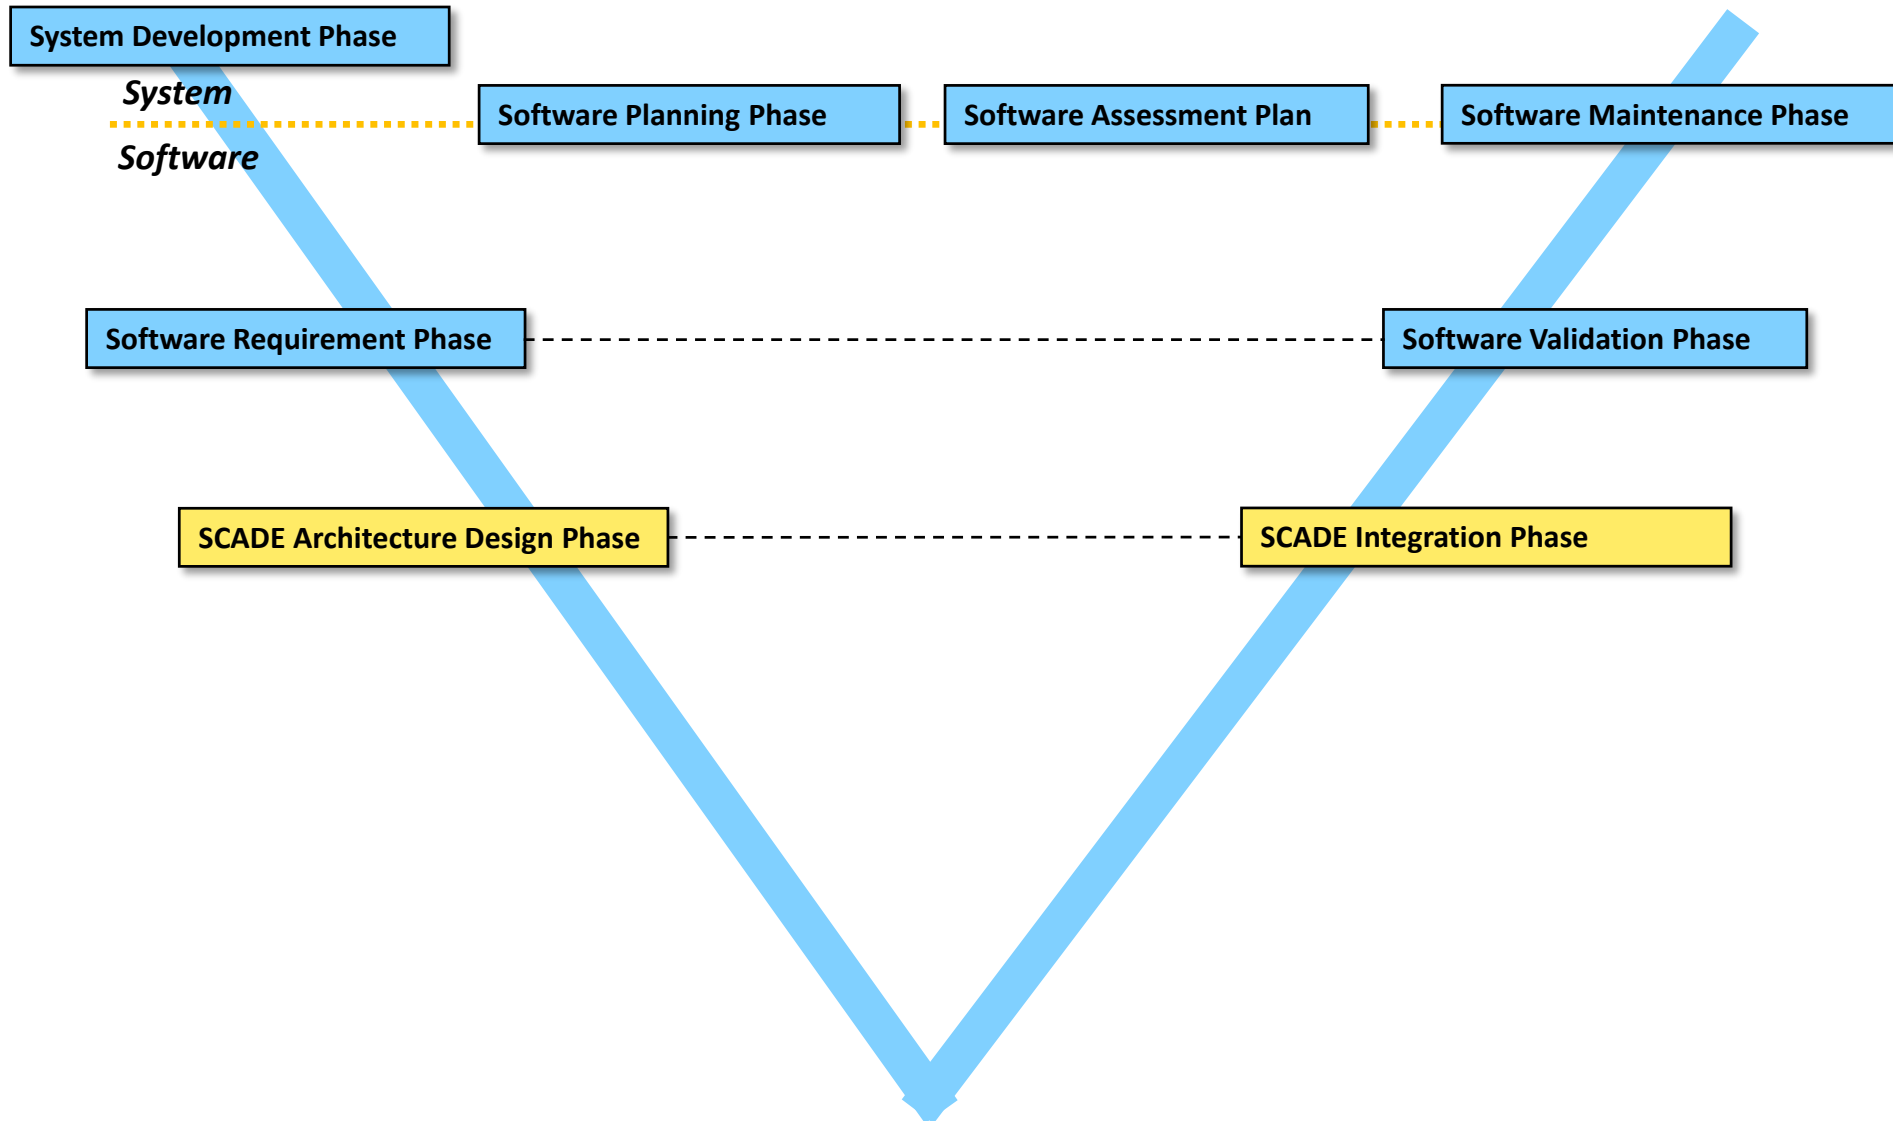 System Development Phase
System
Software Planning Phase
Software Assessment Plan
Software Maintenance Phase
Software
Software Requirement Phase
Software Validation Phase
SCADE Architecture Design Phase
SCADE Integration Phase